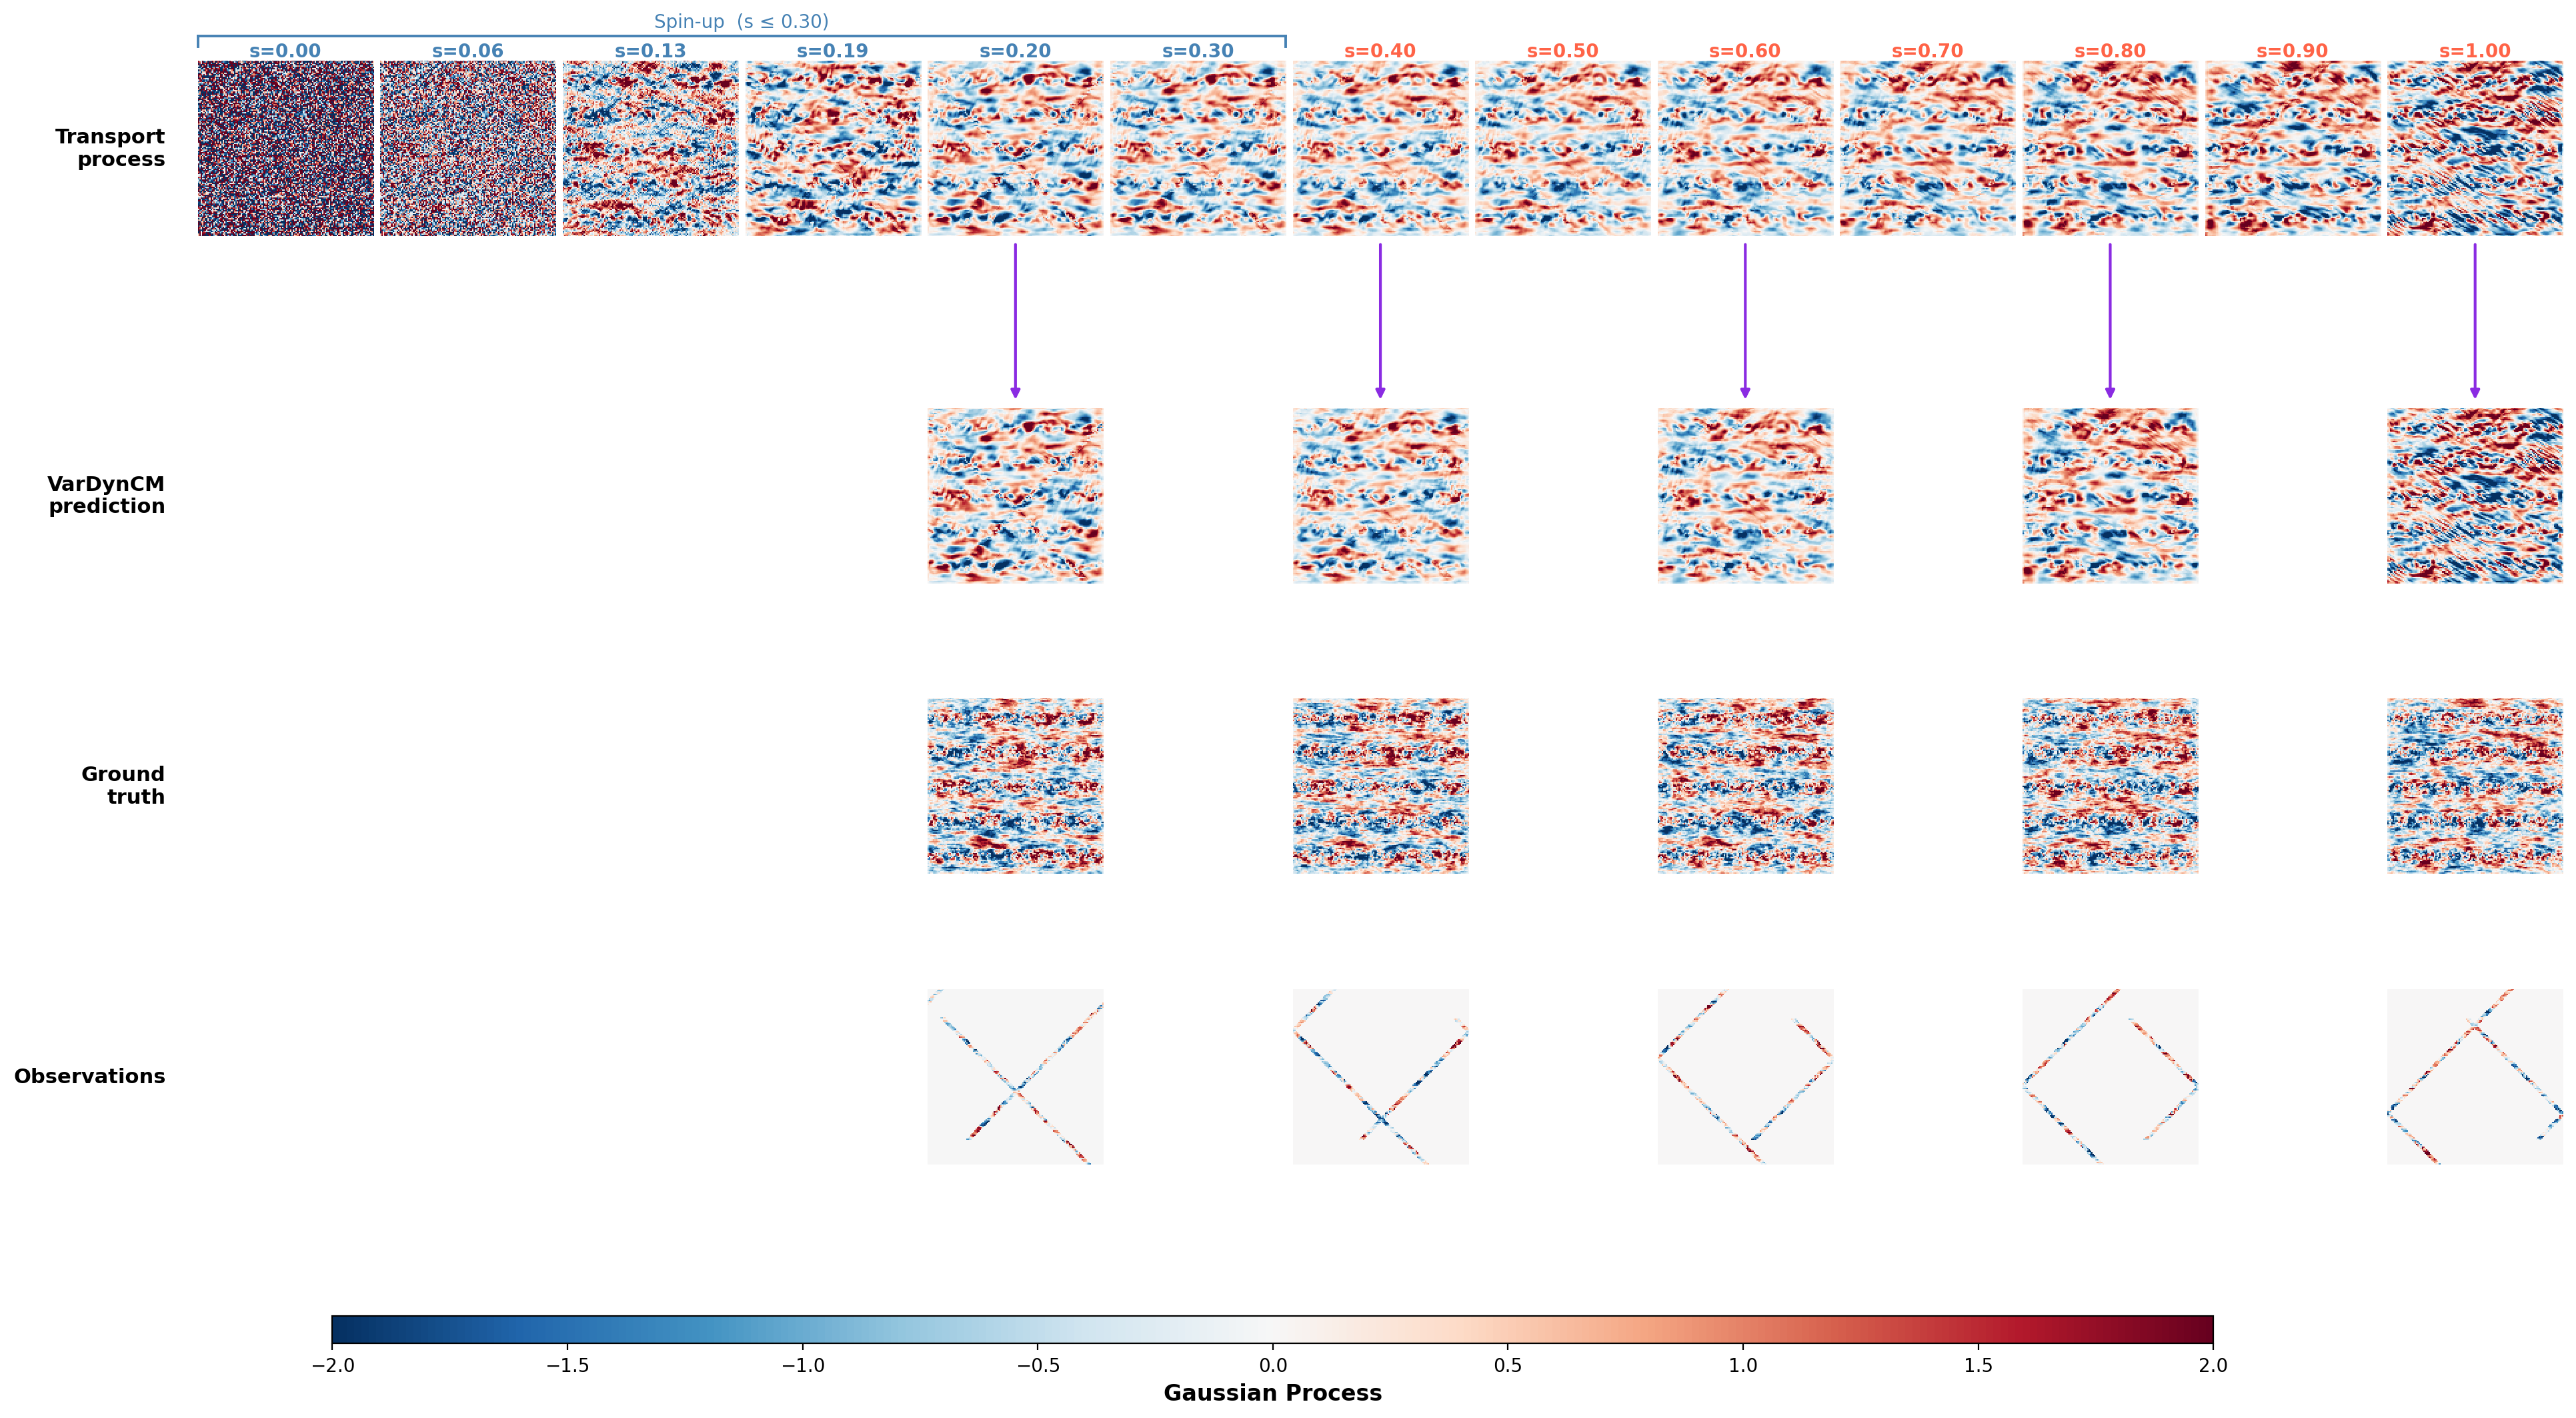 Spin-up  (s ≤ 0.30)
s=0.00 s=0.06 s=0.13 s=0.19 s=0.20 s=0.30 s=0.40 s=0.50 s=0.60 s=0.70 s=0.80 s=0.90 s=1.00
Transport
process
VarDynCM
prediction
Ground
truth
Observations
−2.0 −1.5 −1.0 −0.5 0.0 0.5 1.0 1.5 2.0
Gaussian Process